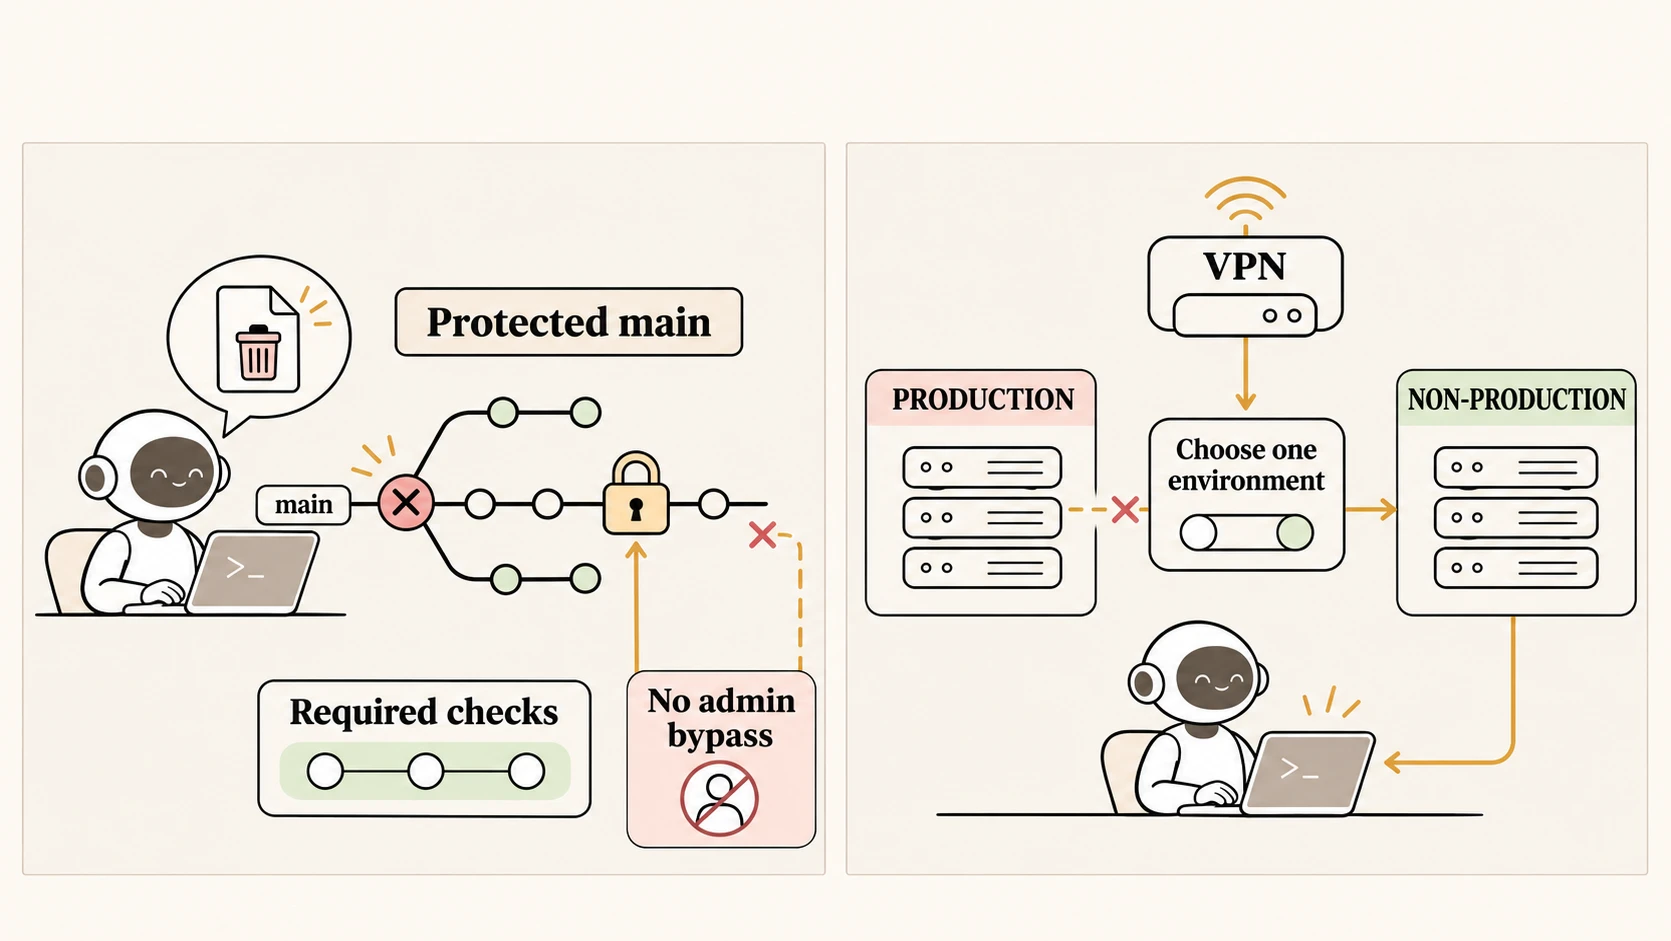 Protected main
main
>_
Required checks
No admin
bypass
VPN
PRODUCTION
Choose one
environment
NON-PRODUCTION
>_